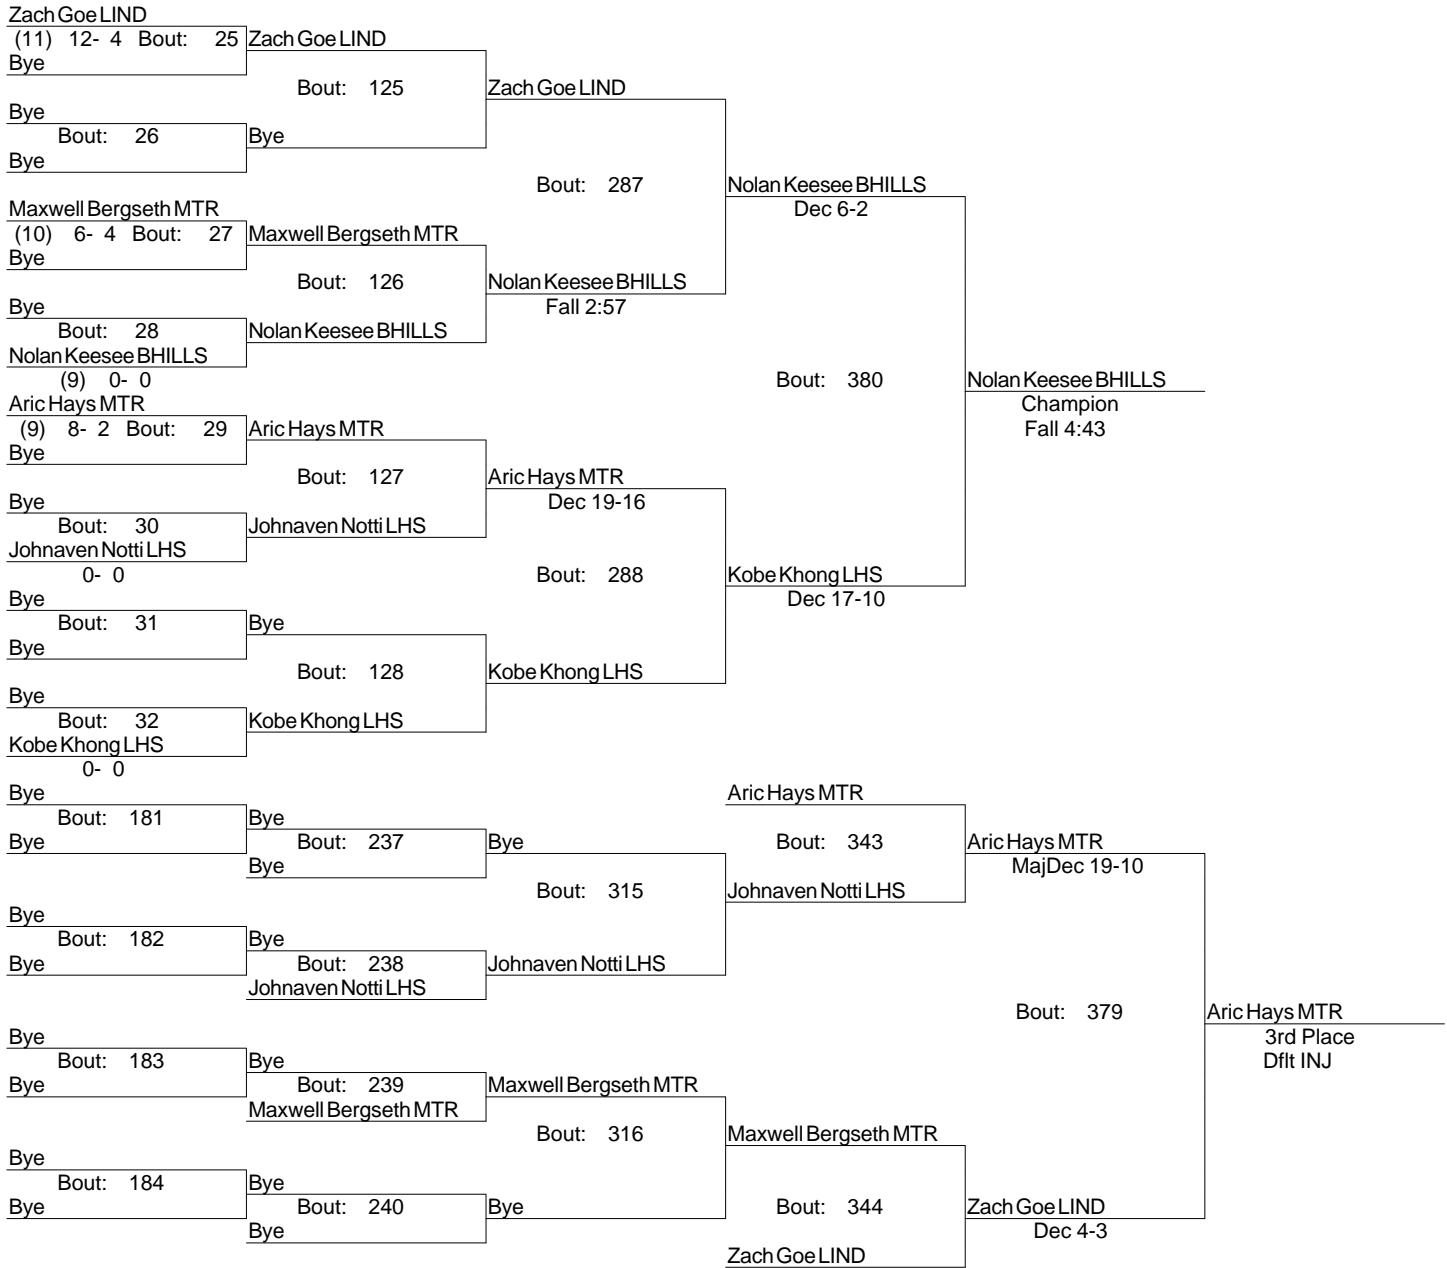 Zach Goe LIND
(11) 12- 4 Bout: 25 Zach Goe LIND
Bye
Bout: 125 Zach Goe LIND
Bye
Bout: 26 Bye
Bye
Bout: 287 Nolan Keesee BHILLS
Maxwell Bergseth MTR
Dec 6-2
(10) 6- 4 Bout: 27 Maxwell Bergseth MTR
Bye
Bout: 126 Nolan Keesee BHILLS
Bye
Fall 2:57
Bout: 28 Nolan Keesee BHILLS
Nolan Keesee BHILLS
(9) 0- 0
Bout: 380 Nolan Keesee BHILLS
Aric Hays MTR
Champion
(9) 8- 2 Bout: 29 Aric Hays MTR
Fall 4:43
Bye
Bout: 127 Aric Hays MTR
Bye
Dec 19-16
Bout: 30 Johnaven Notti LHS
Johnaven Notti LHS
0- 0
Bout: 288 Kobe Khong LHS
Bye
Dec 17-10
Bout: 31 Bye
Bye
Bout: 128 Kobe Khong LHS
Bye
Bout: 32 Kobe Khong LHS
Kobe Khong LHS
0- 0
Bye
Aric Hays MTR
Bout: 181 Bye
Bye
Bout: 237 Bye
Bout: 343 Aric Hays MTR
Bye
MajDec 19-10
Bout: 315 Johnaven Notti LHS
Bye
Bout: 182 Bye
Bye
Bout: 238 Johnaven Notti LHS
Johnaven Notti LHS
Bout: 379 Aric Hays MTR
Bye
3rd Place
Bout: 183 Bye
Dflt INJ
Bye
Bout: 239 Maxwell Bergseth MTR
Maxwell Bergseth MTR
Bout: 316 Maxwell Bergseth MTR
Bye
Bout: 184 Bye
Bye
Bout: 240 Bye
Bout: 344 Zach Goe LIND
Bye
Dec 4-3
Zach Goe LIND